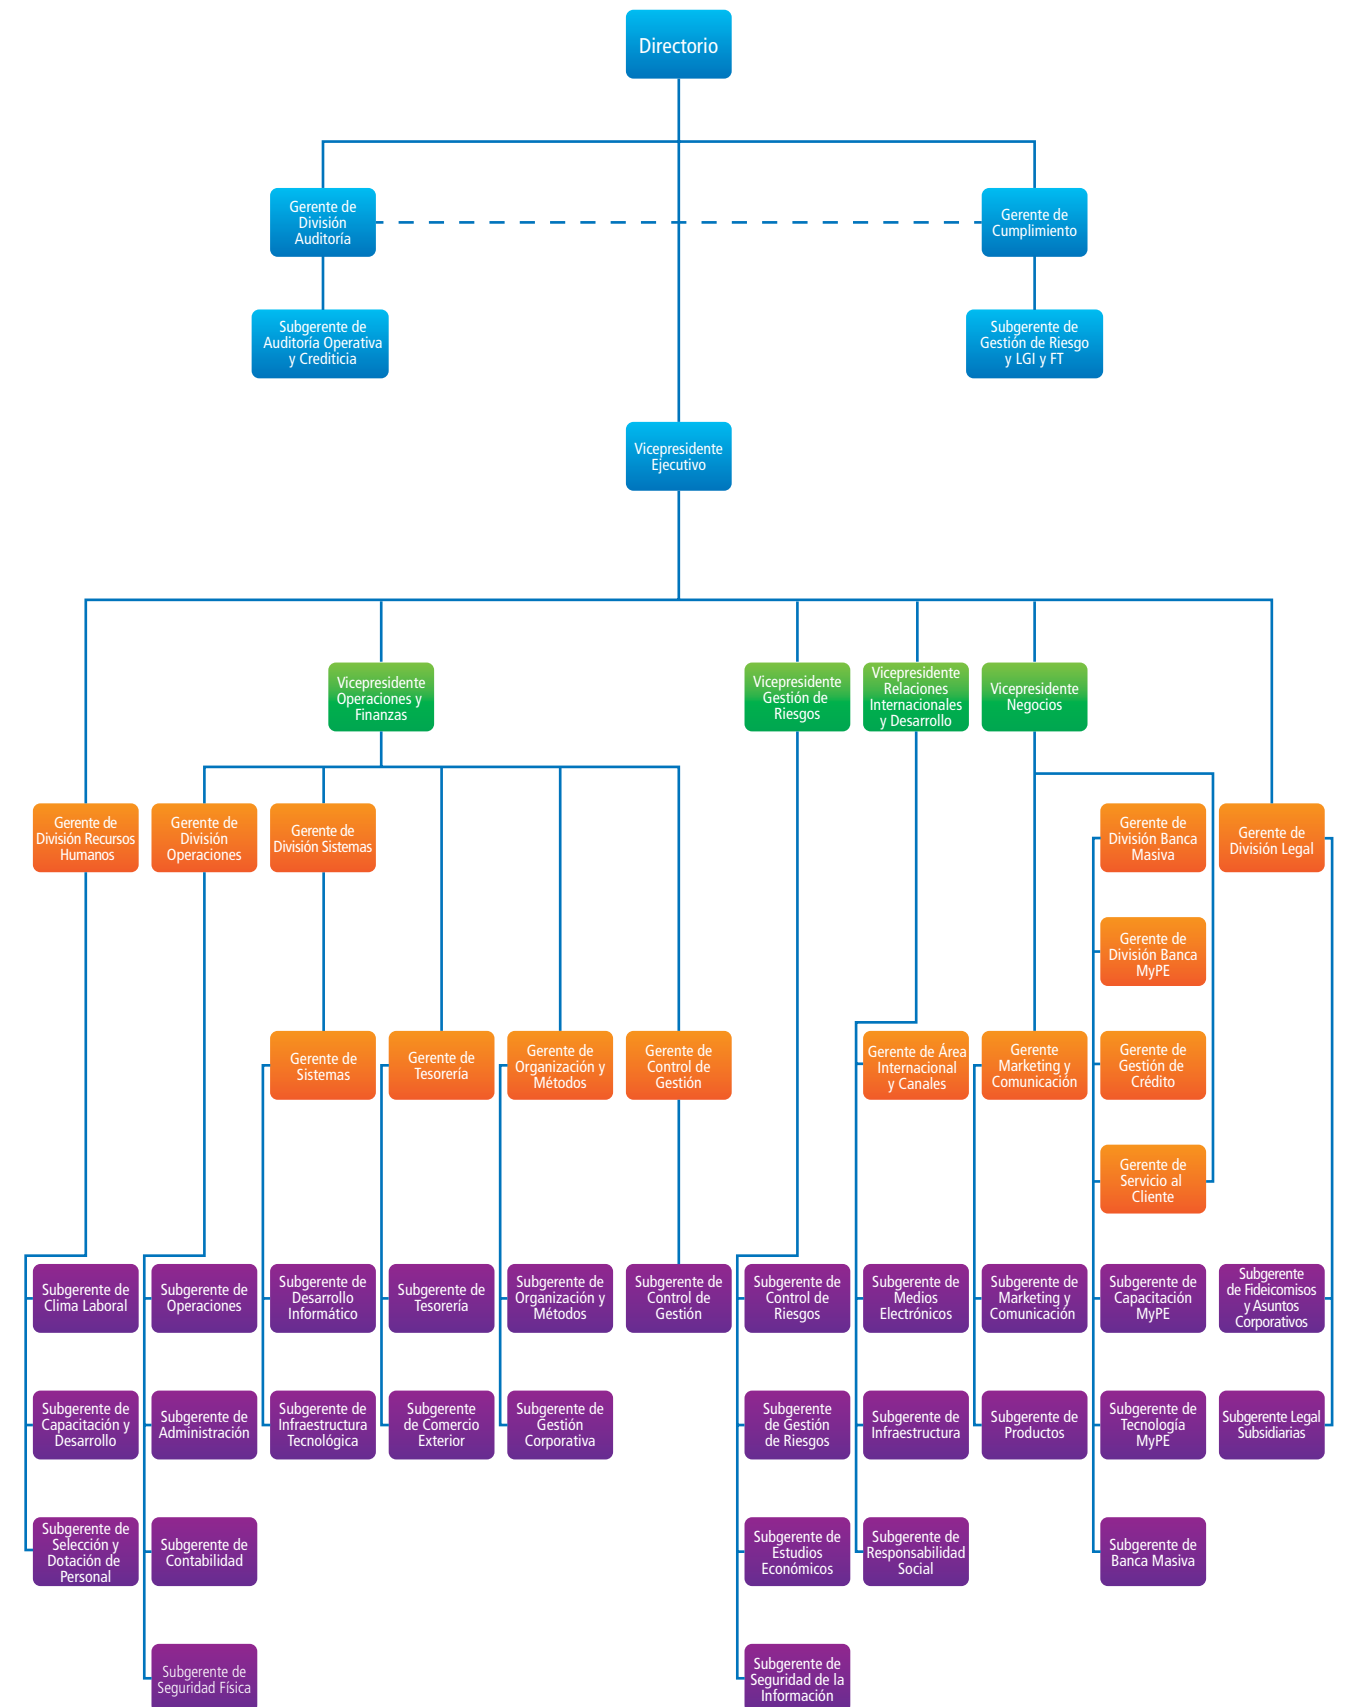 Directorio
Gerente de
División
Auditoría
Gerente de
Cumplimiento
Subgerente de
Auditoría Operativa
y Crediticia
Subgerente de
Gestión de Riesgo
y LGI y FT
Vicepresidente
Ejecutivo
Vicepresidente
Operaciones y
Finanzas
Vicepresidente
Gestión de
Riesgos
Vicepresidente
Relaciones
Internacionales
y Desarrollo
Vicepresidente
Negocios
Gerente de
División Recursos
Humanos
Gerente de
División
Operaciones
Gerente de
División Sistemas
Gerente de
División Banca
Masiva
Gerente de
División Legal
Gerente de
División Banca
MyPE
Gerente de
Sistemas
Gerente de
Tesorería
Gerente de
Organización y
Métodos
Gerente de
Control de
Gestión
Gerente de Área
Internacional
y Canales
Gerente
Marketing y
Comunicación
Gerente de
Gestión de
Crédito
Gerente de
Servicio al
Cliente
Subgerente de
Clima Laboral
Subgerente de
Operaciones
Subgerente de
Desarrollo
Informático
Subgerente de
Tesorería
Subgerente de
Organización y
Métodos
Subgerente de
Control de
Gestión
Subgerente de
Control de
Riesgos
Subgerente de
Medios
Electrónicos
Subgerente de
Marketing y
Comunicación
Subgerente de
Capacitación
MyPE
Subgerente
de Fideicomisos
y Asuntos
Corporativos
Subgerente de
Capacitación y
Desarrollo
Subgerente de
Administración
Subgerente de
Infraestructura
Tecnológica
Subgerente
de Comercio
Exterior
Subgerente de
Gestión
Corporativa
Subgerente
de Gestión
de Riesgos
Subgerente de
Infraestructura
Subgerente de
Productos
Subgerente de
Tecnología
MyPE
Subgerente Legal
Subsidiarias
Subgerente de
Selección y
Dotación de
Personal
Subgerente de
Contabilidad
Subgerente de
Estudios
Económicos
Subgerente de
Responsabilidad
Social
Subgerente de
Banca Masiva
Subgerente de
Seguridad Física
Subgerente de
Seguridad de la
Información